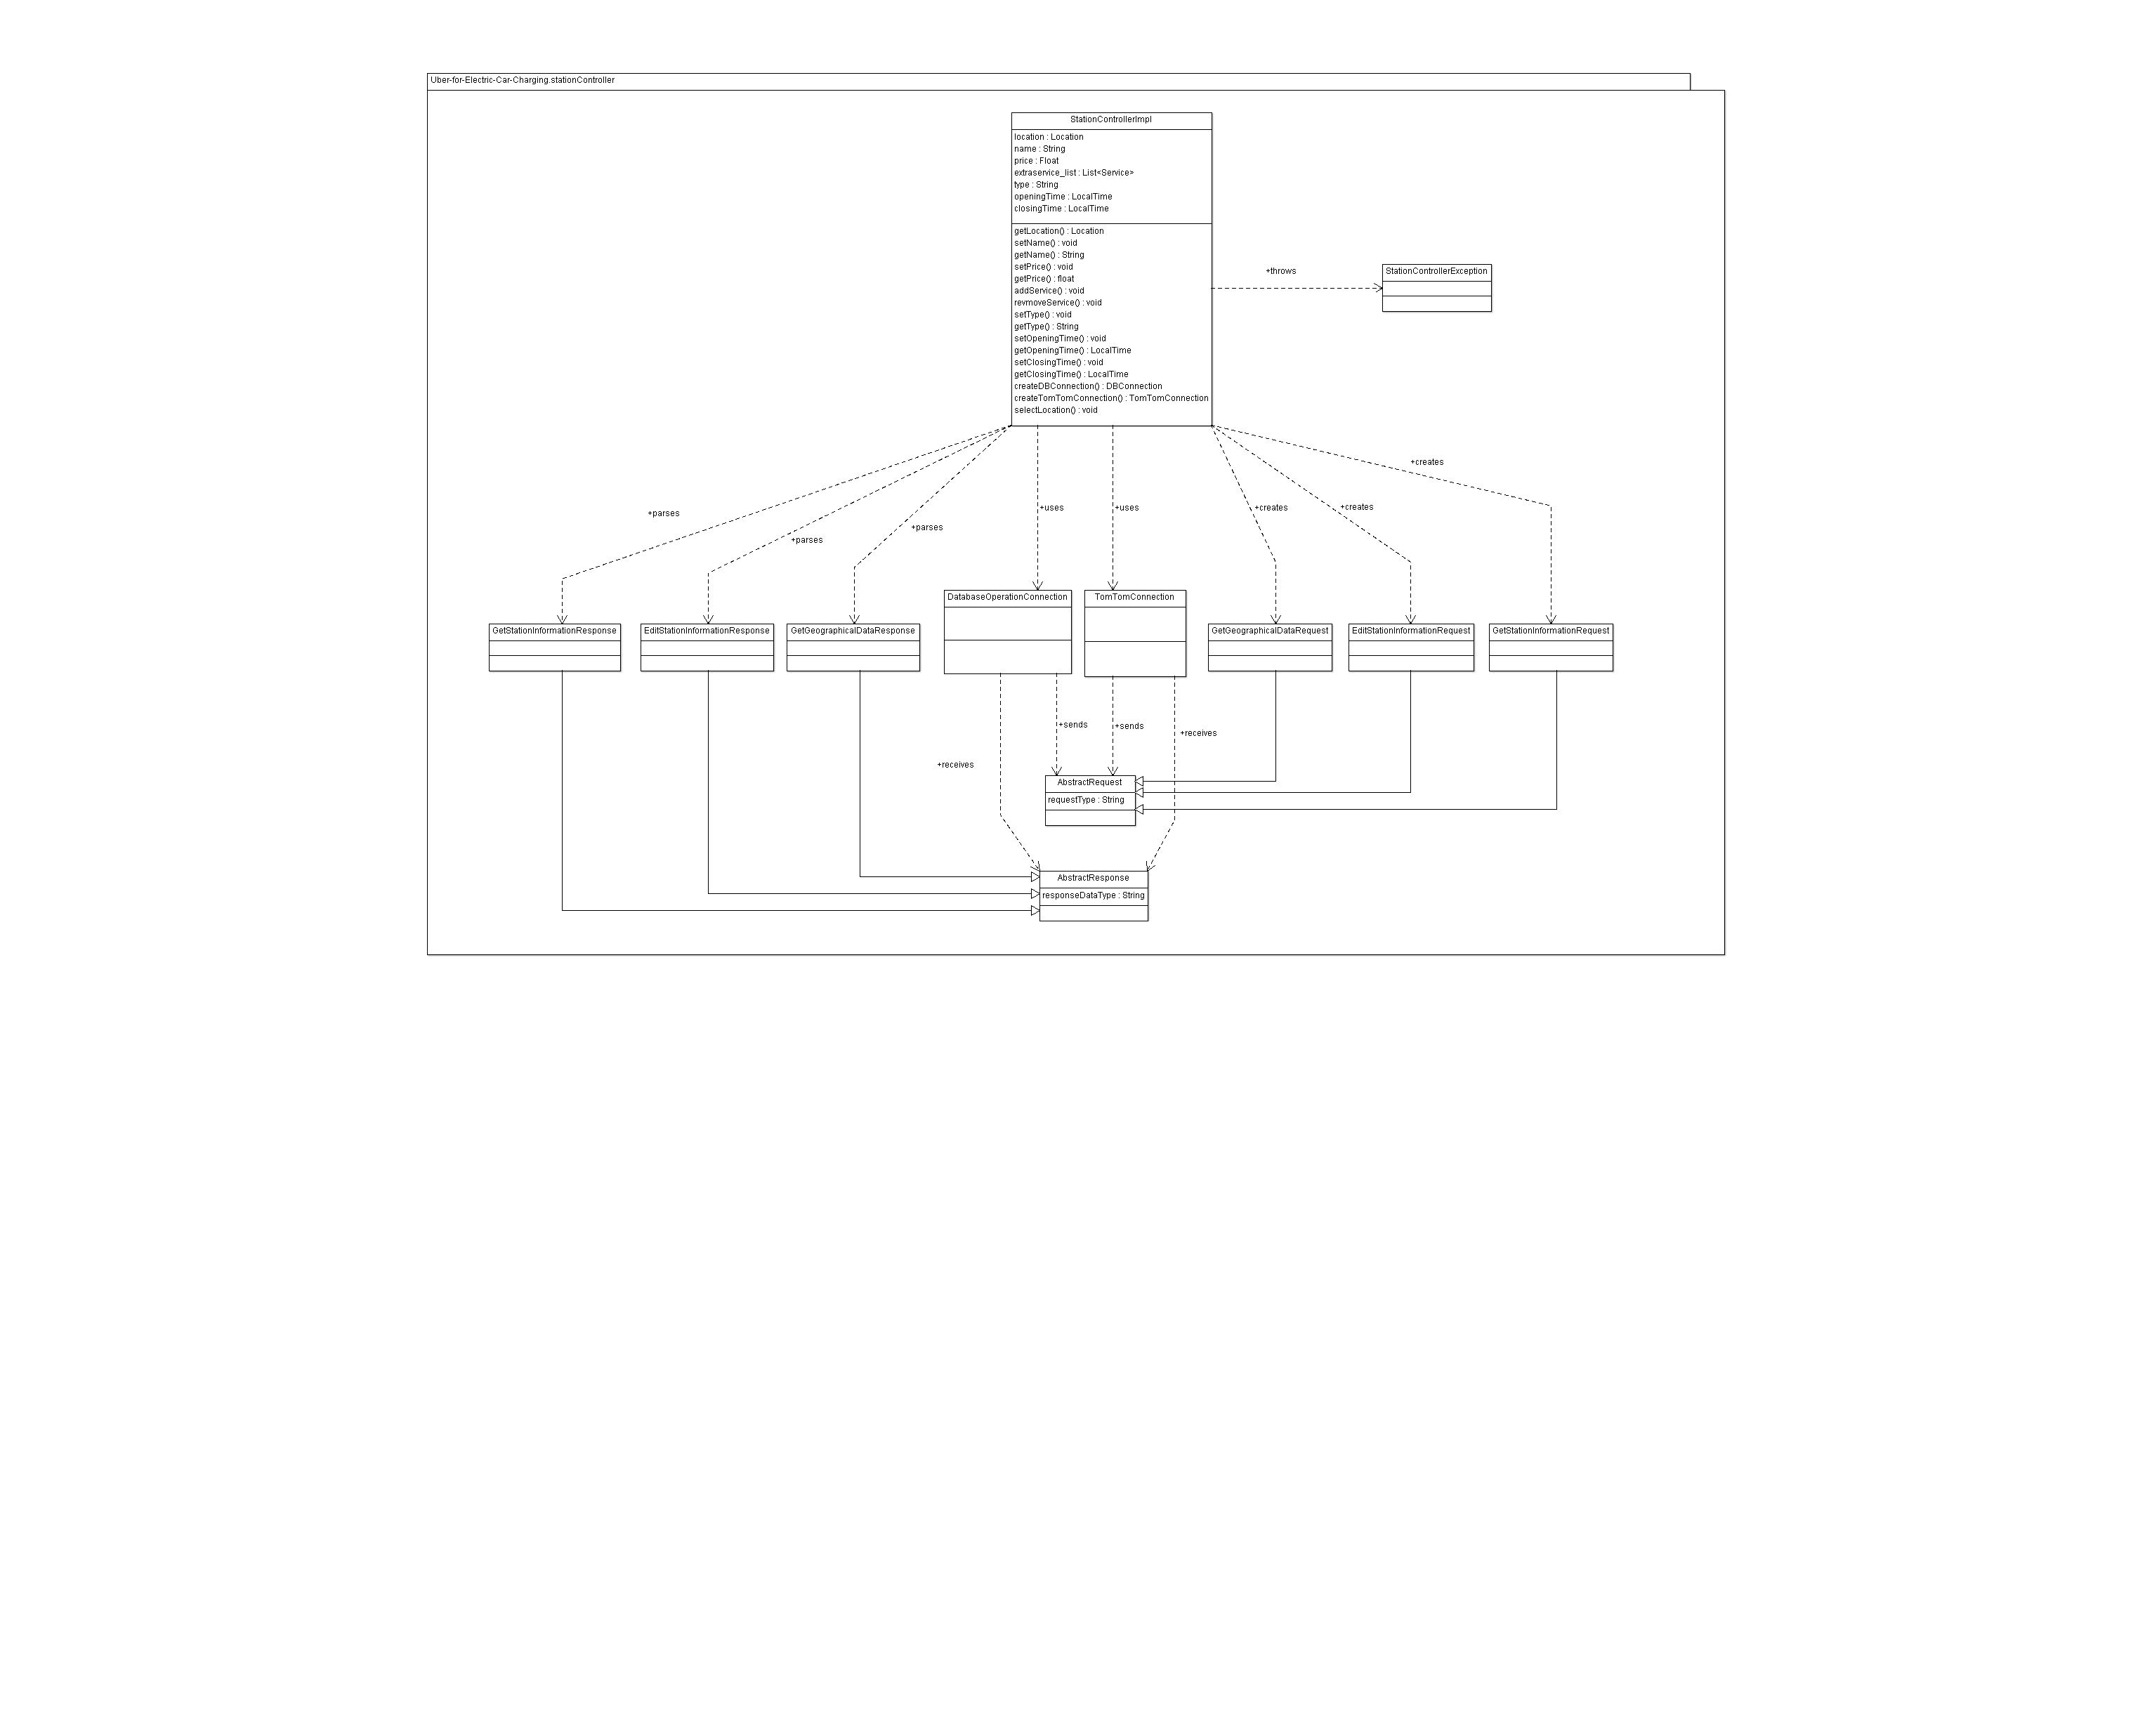 Uber-for-Electric-Car-Charging.stationController
StationControllerImpl
location : Location
name : String
price : Float
extraservice_list : List<Service>
type : String
openingTime : LocalTime
closingTime : LocalTime
getLocation() : Location
setName() : void
getName() : String
setPrice() : void
getPrice() : float
addService() : void
revmoveService() : void
setType() : void
getType() : String
setOpeningTime() : void
getOpeningTime() : LocalTime
setClosingTime() : void
getClosingTime() : LocalTime
createDBConnection() : DBConnection
createTomTomConnection() : TomTomConnection
selectLocation() : void
+throws
StationControllerException
+creates
+parses
+parses
+parses
+uses
+uses
+creates
+creates
DatabaseOperationConnection
TomTomConnection
GetStationInformationResponse
EditStationInformationResponse
GetGeographicalDataResponse
GetGeographicalDataRequest
EditStationInformationRequest
GetStationInformationRequest
+sends
+sends
+receives
+receives
AbstractRequest
requestType : String
AbstractResponse
responseDataType : String